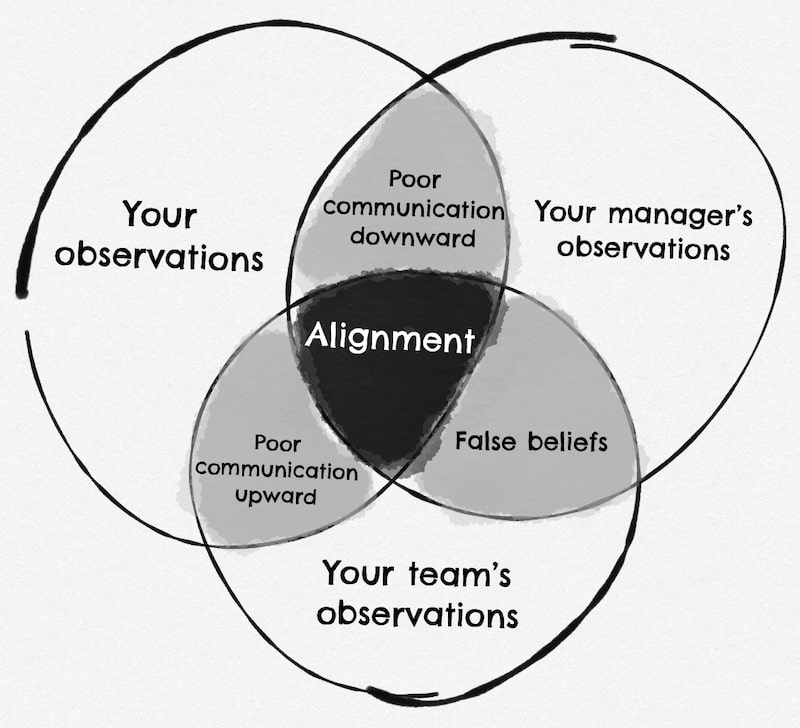 Poor
communication
downward
Your
observations
Your manager's
observations
Alignment
Poor
communication
upward
False beliefs
Your team's
observations